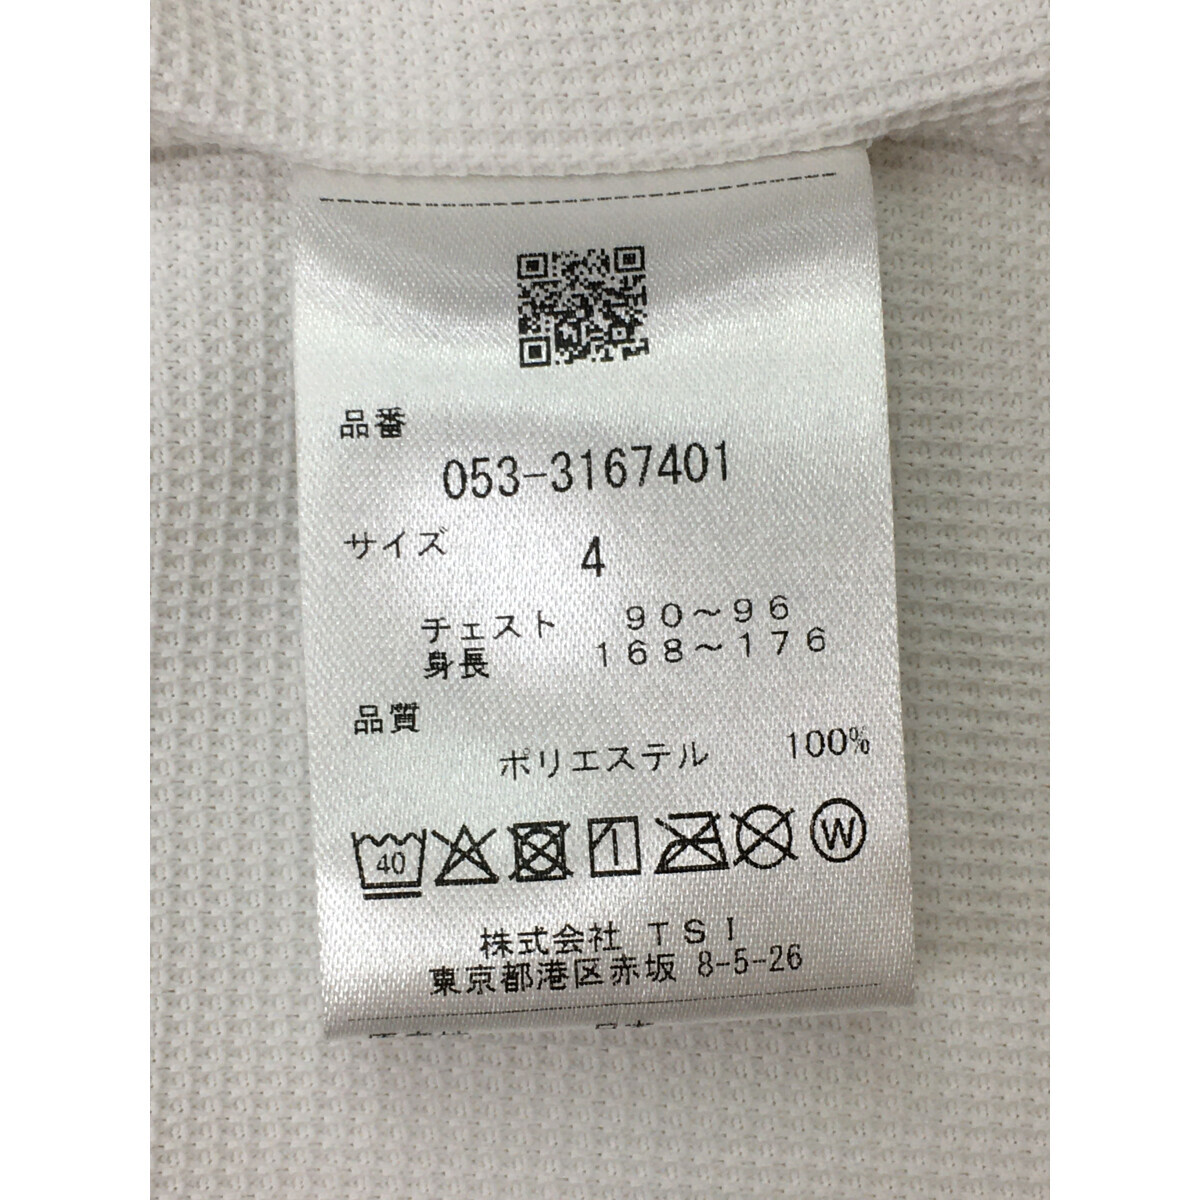 品番
053-3167401
サイズ 4
チェスト 90～96
身長 168～176
品質
ポリエステル 100%
40 W
株式会社 TSI
東京都港区赤坂 8-5-26